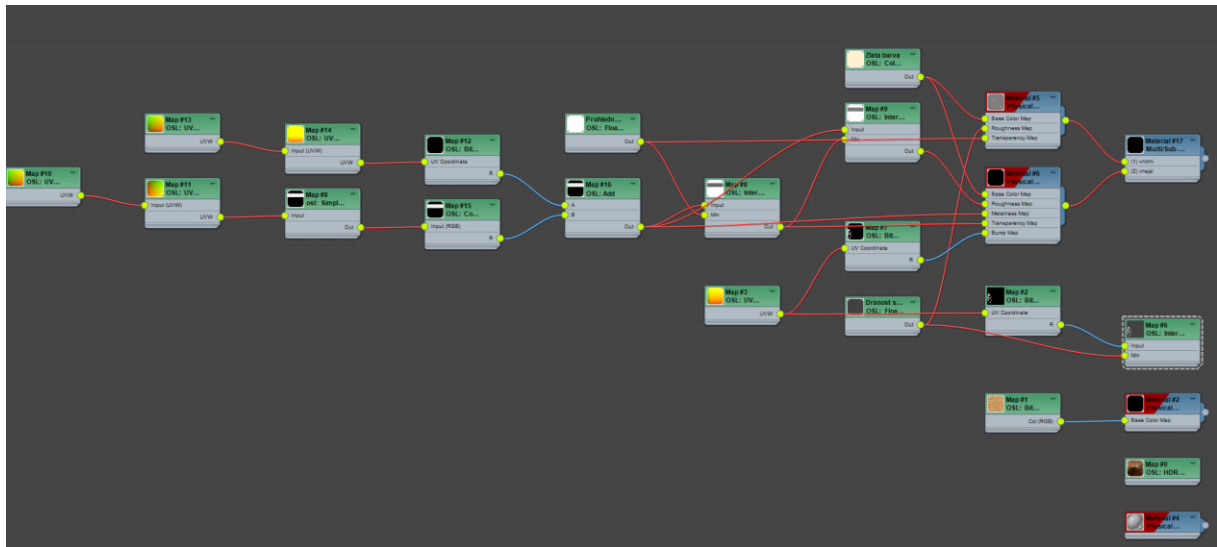 Map #10
OSL: UV...
UVW
Map #13
OSL: UV...
UVW
Map #11
OSL: UV...
Input (UVW)
UVW
Map #14
OSL: UV...
Input (UVW)
UVW
Map #8
ost: Simpl...
Input
Out
Map #12
OSL: Bit...
UV Coordinate
R
Map #15
OSL: Co...
Input (RGB)
R
Pruhledn...
OSL: Floa...
Out
Map #16
OSL: Add
A
B
Out
OSL: Inter...
Input
Min
Out
Map #3
OSL: UV...
UVW
Zlata barva
OSL: Col...
Out
Map #9
OSL: Inter...
Input
Min
Out
Map #7
OSL: Bit...
UV Coordinate
R
Drsnost s...
OSL: Floa...
Out
Material #5
Physical...
Base Color Map
Roughness Map
Transparency Map
Material #6
Physical...
Base Color Map
Roughness Map
Metalness Map
Transparency Map
Bump Map
Map #2
OSL: Bit...
UV Coordinate
R
Map #1
OSL: Bit...
Col (RGB)
Material #17
Multi/Sub-...
(1) vnitrni
(2) vnejsi
Map #6
OSL: Inter...
Input
Min
Material #2
Physical...
Base Color Map
Map #0
OSL: HDR...
Material #4
Physical...